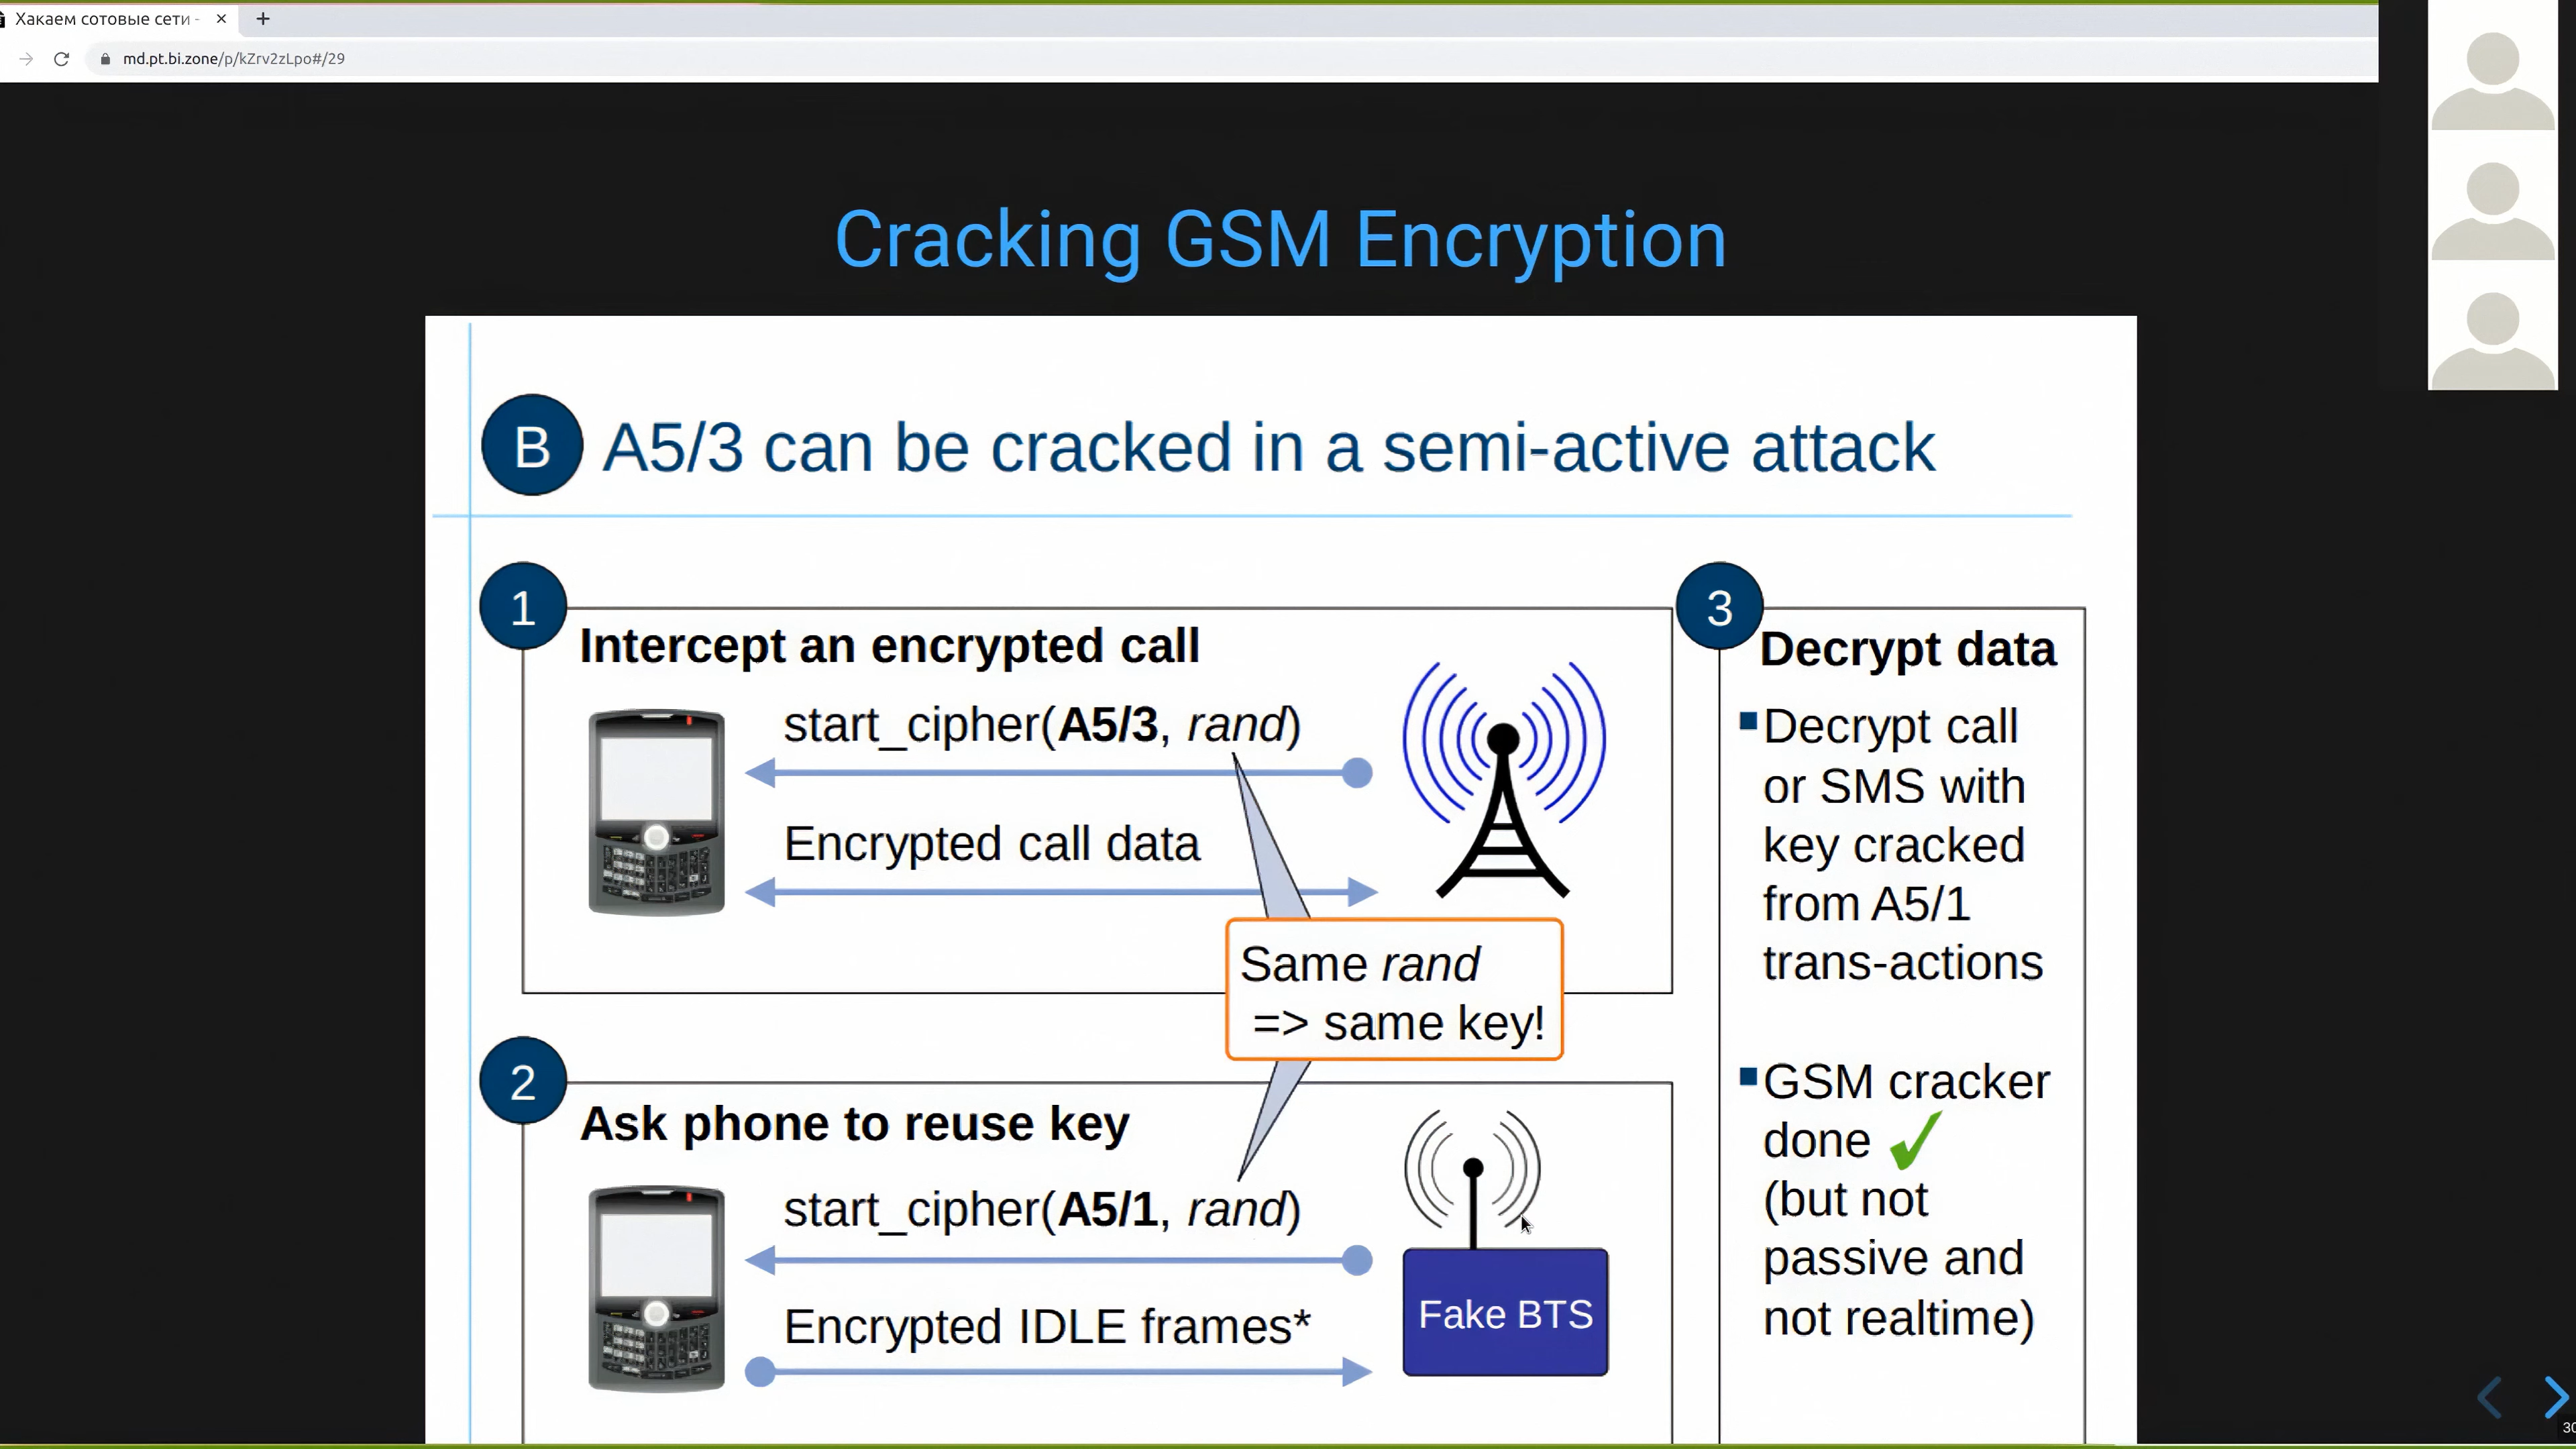 Хакаем сотовые сети -
md.pt.bi.zone/p/kZrv2zLpo#/29
Cracking GSM Encryption
B A5/3 can be cracked in a semi-active attack
1
Intercept an encrypted call
start_cipher(A5/3, rand)
Encrypted call data
Same rand
=> same key!
2
Ask phone to reuse key
start_cipher(A5/1, rand)
Encrypted IDLE frames*
Fake BTS
3
Decrypt data
Decrypt call
or SMS with
key cracked
from A5/1
trans-actions
GSM cracker
done
(but not
passive and
not realtime)
30